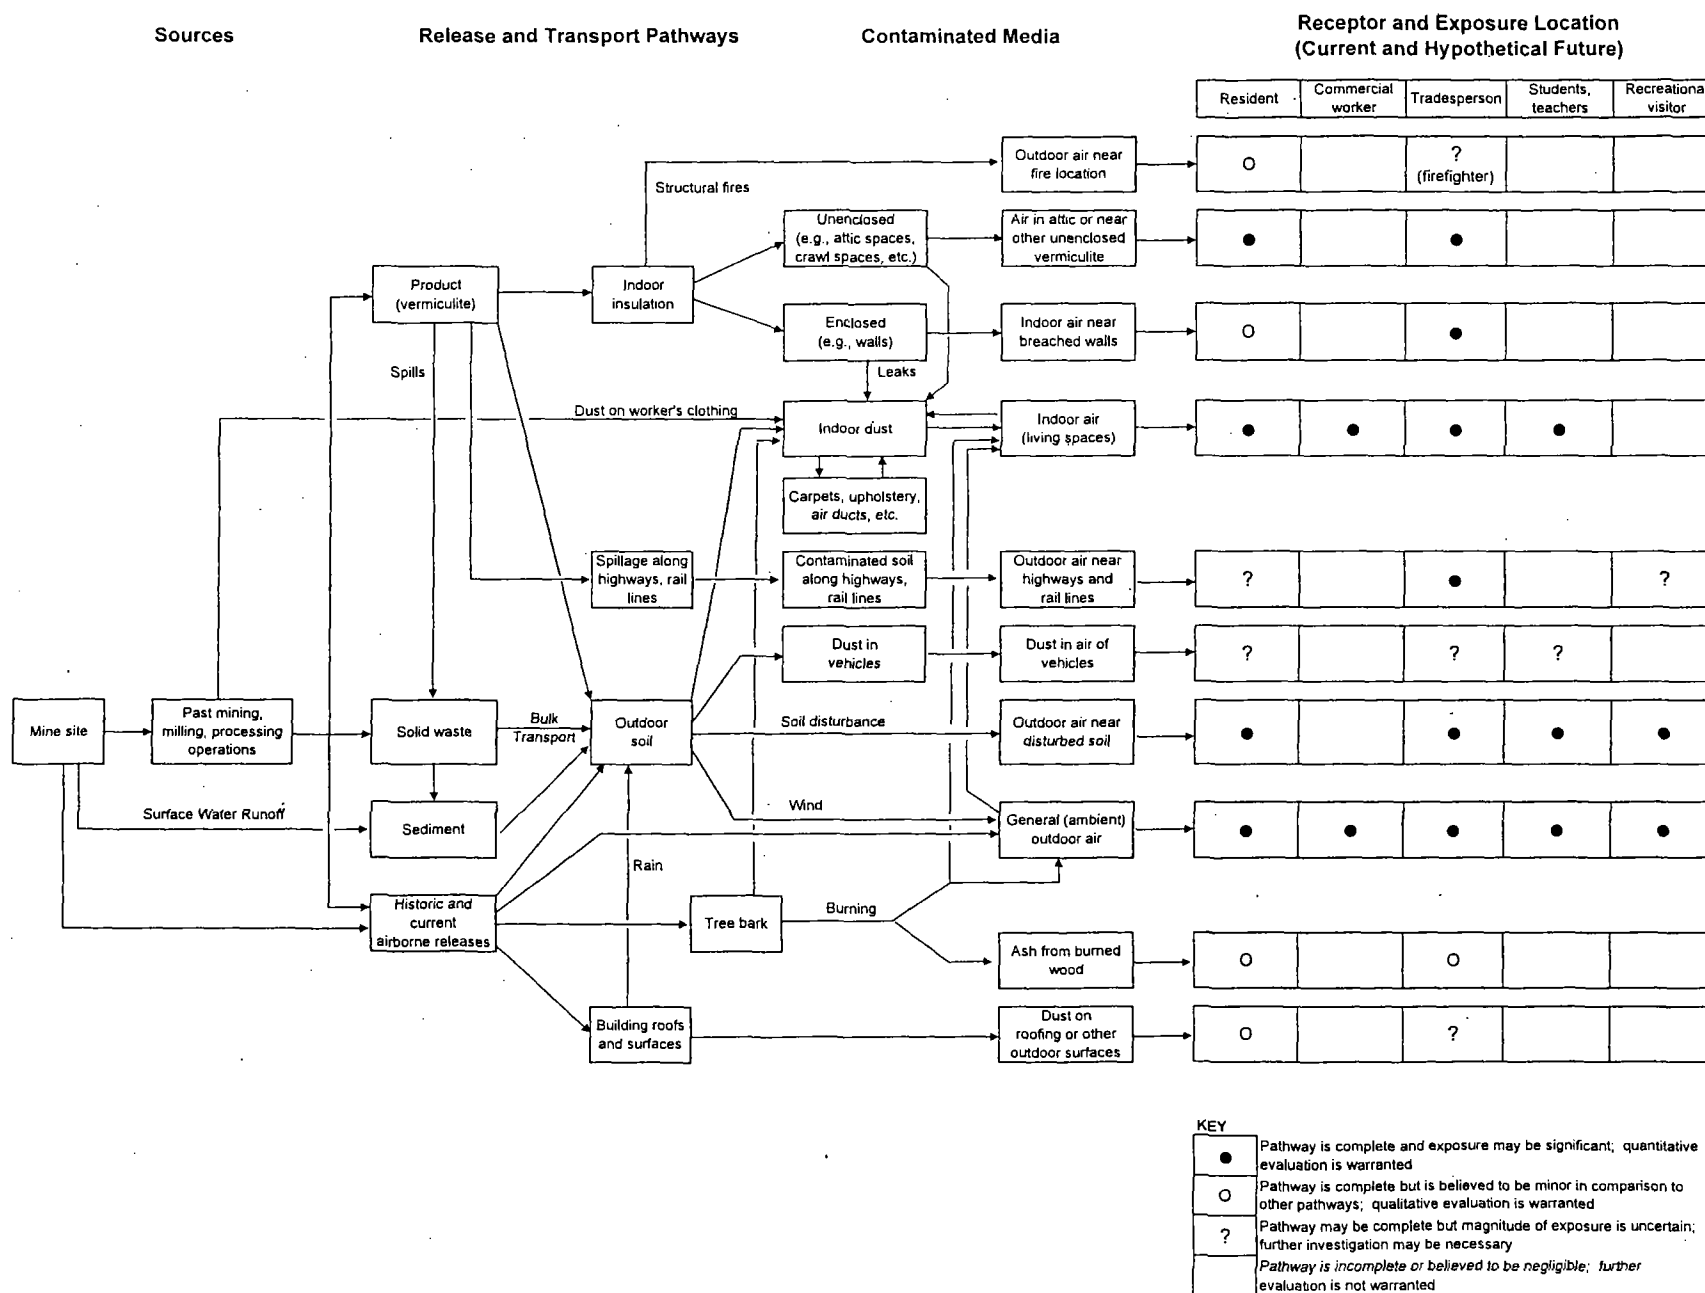 Sources
Release and Transport Pathways
Contaminated Media
Receptor and Exposure Location
(Current and Hypothetical Future)
Resident
Commercial
worker
Tradesperson
Students,
teachers
Recreationa
visitor
Outdoor air near
fire location
O
?
(firefighter)
Structural fires
Unenclosed
(e.g., attic spaces,
crawl spaces, etc.)
Air in attic or near
other unenclosed
vermiculite
●
●
Product
(vermiculite)
Indoor
insulation
Enclosed
(e.g., walls)
Indoor air near
breached walls
O
●
Spills
Leaks
Dust on worker's clothing
Indoor dust
Indoor air
(living spaces)
●
●
●
●
Carpets, upholstery,
air ducts, etc.
Spillage along
highways, rail
lines
Contaminated soil
along highways,
rail lines
Outdoor air near
highways and
rail lines
?
●
?
Dust in
vehicles
Dust in air of
vehicles
?
?
?
Mine site
Past mining,
milling, processing
operations
Solid waste
Bulk
Transport
Outdoor
soil
Soil disturbance
Outdoor air near
disturbed soil
●
●
●
●
Surface Water Runoff
Sediment
Wind
General (ambient)
outdoor air
●
●
●
●
●
Rain
Historic and
current
airborne releases
Tree bark
Burning
Ash from burned
wood
O
O
Building roofs
and surfaces
Dust on
roofing or other
outdoor surfaces
O
?
KEY
● Pathway is complete and exposure may be significant; quantitative
evaluation is warranted
O Pathway is complete but is believed to be minor in comparison to
other pathways; qualitative evaluation is warranted
? Pathway may be complete but magnitude of exposure is uncertain;
further investigation may be necessary
Pathway is incomplete or believed to be negligible; further
evaluation is not warranted